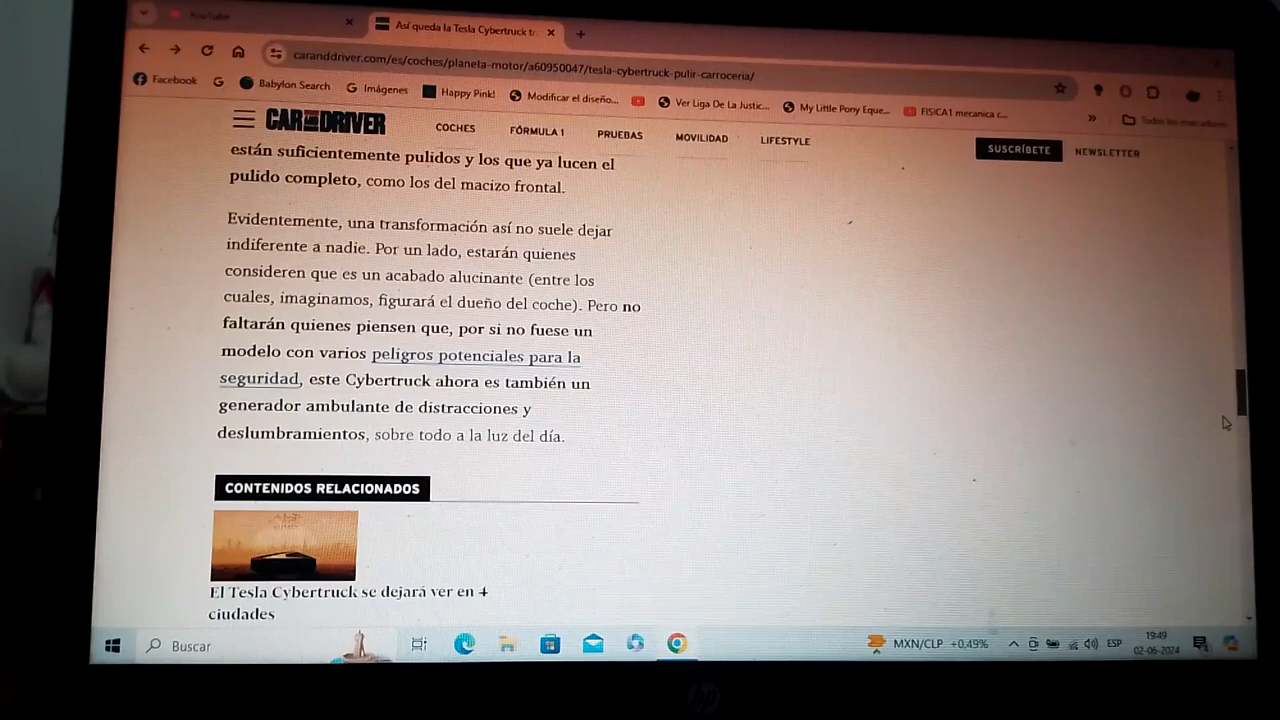 YouTube
Así queda la Tesla Cybertruck tr
caranddriver.com/es/coches/planeta-motor/a60950047/tesla-cybertruck-pulir-carroceria/
Facebook
Babylon Search
Imágenes
Happy Pink!
Modificar el diseño...
Ver Liga De La Justic...
My Little Pony Eque...
FISICA1 mecanica c...
Todos los marcadores
CAR AND DRIVER
COCHES
FÓRMULA 1
PRUEBAS
MOVILIDAD
LIFESTYLE
SUSCRÍBETE
NEWSLETTER
están suficientemente pulidos y los que ya lucen el
pulido completo, como los del macizo frontal.
Evidentemente, una transformación así no suele dejar
indiferente a nadie. Por un lado, estarán quienes
consideren que es un acabado alucinante (entre los
cuales, imaginamos, figurará el dueño del coche). Pero no
faltarán quienes piensen que, por si no fuese un
modelo con varios peligros potenciales para la
seguridad, este Cybertruck ahora es también un
generador ambulante de distracciones y
deslumbramientos, sobre todo a la luz del día.
CONTENIDOS RELACIONADOS
El Tesla Cybertruck se dejará ver en 4
ciudades
Buscar
MXN/CLP +0,49%
ESP
19:49
02-06-2024
hp